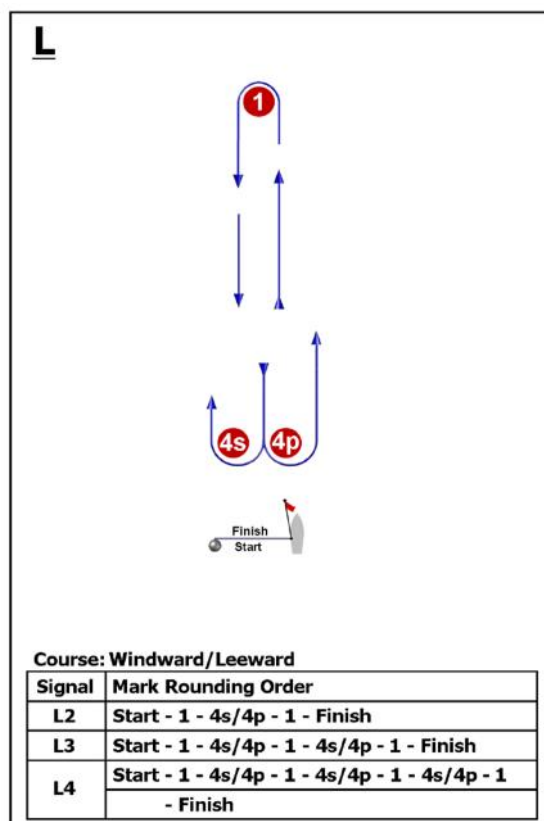 L
1
4s 4p
Finish
Start
Course: Windward/Leeward
Signal Mark Rounding Order
L2 Start - 1 - 4s/4p - 1 - Finish
L3 Start - 1 - 4s/4p - 1 - 4s/4p - 1 - Finish
L4 Start - 1 - 4s/4p - 1 - 4s/4p - 1 - 4s/4p - 1
- Finish